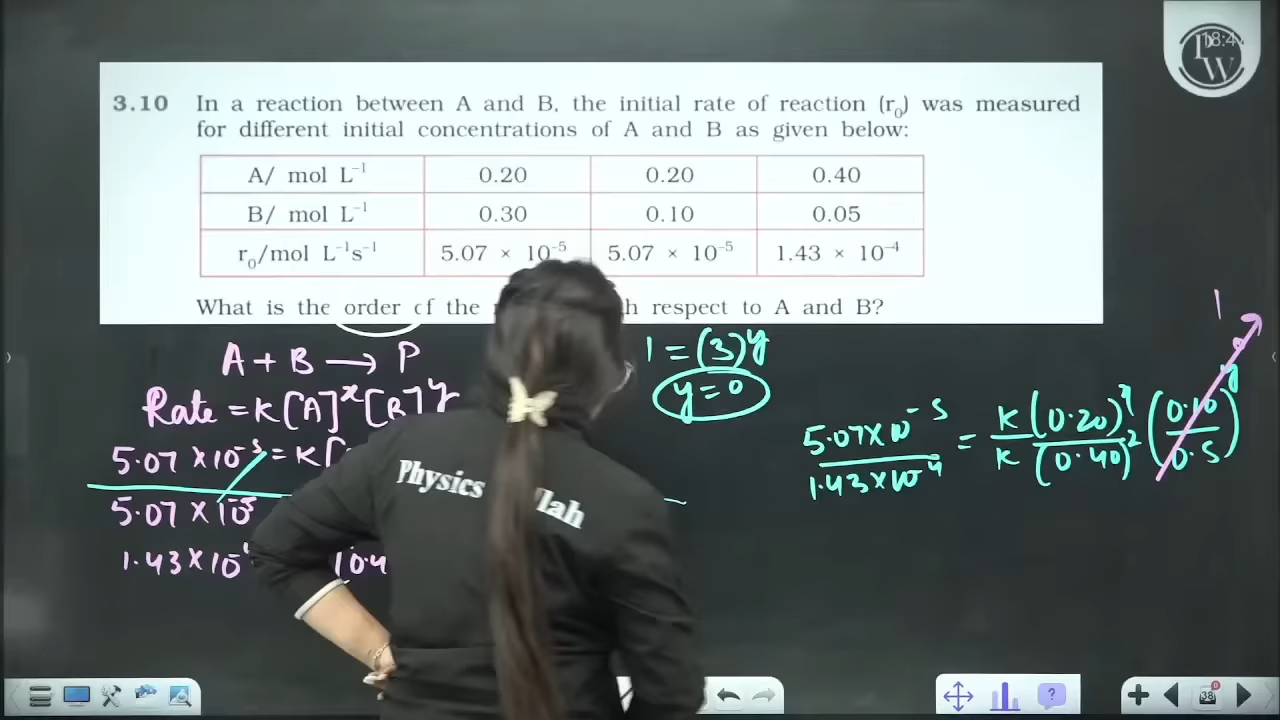 18:4
W
3.10 In a reaction between A and B, the initial rate of reaction (r₀) was measured
for different initial concentrations of A and B as given below:
A/ mol L⁻¹ 0.20 0.20 0.40
B/ mol L⁻¹ 0.30 0.10 0.05
r₀/mol L⁻¹s⁻¹ 5.07 × 10⁻⁵ 5.07 × 10⁻⁵ 1.43 × 10⁻⁴
What is the order of the h respect to A and B?
A + B ⟶ P
Rate = K[A]ˣ[B]ʸ
5.07 × 10⁻⁵ = K[
5.07 × 10⁻⁵
1.43 × 10⁻
1 = (3)ʸ
y = 0
5.07 × 10⁻⁵ / 1.43 × 10⁻⁴ = K/K (0.20) / (0.40) (0.10 / 0.5)ʸ
1
Physics llah
38